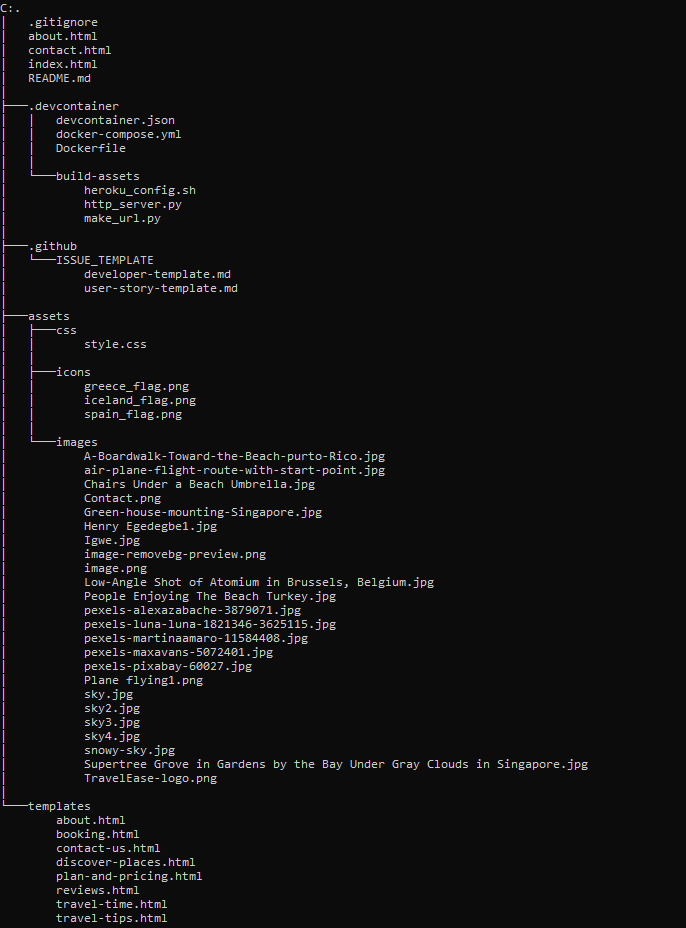 C:.
│   .gitignore
│   about.html
│   contact.html
│   index.html
│   README.md
│
├───.devcontainer
│   │   devcontainer.json
│   │   docker-compose.yml
│   │   Dockerfile
│   │
│   └───build-assets
│           heroku_config.sh
│           http_server.py
│           make_url.py
│
├───.github
│   └───ISSUE_TEMPLATE
│           developer-template.md
│           user-story-template.md
│
├───assets
│   ├───css
│   │       style.css
│   │
│   ├───icons
│   │       greece_flag.png
│   │       iceland_flag.png
│   │       spain_flag.png
│   │
│   └───images
│           A-Boardwalk-Toward-the-Beach-purto-Rico.jpg
│           air-plane-flight-route-with-start-point.jpg
│           Chairs Under a Beach Umbrella.jpg
│           Contact.png
│           Green-house-mounting-Singapore.jpg
│           Henry Egedegbe1.jpg
│           Igwe.jpg
│           image-removebg-preview.png
│           image.png
│           Low-Angle Shot of Atomium in Brussels, Belgium.jpg
│           People Enjoying The Beach Turkey.jpg
│           pexels-alexazabache-3879071.jpg
│           pexels-luna-luna-1821346-3625115.jpg
│           pexels-martinaamaro-11584408.jpg
│           pexels-maxavans-5072401.jpg
│           pexels-pixabay-60027.jpg
│           Plane flying1.png
│           sky.jpg
│           sky2.jpg
│           sky3.jpg
│           sky4.jpg
│           snowy-sky.jpg
│           Supertree Grove in Gardens by the Bay Under Gray Clouds in Singapore.jpg
│           TravelEase-logo.png
│
└───templates
        about.html
        booking.html
        contact-us.html
        discover-places.html
        plan-and-pricing.html
        reviews.html
        travel-time.html
        travel-tips.html